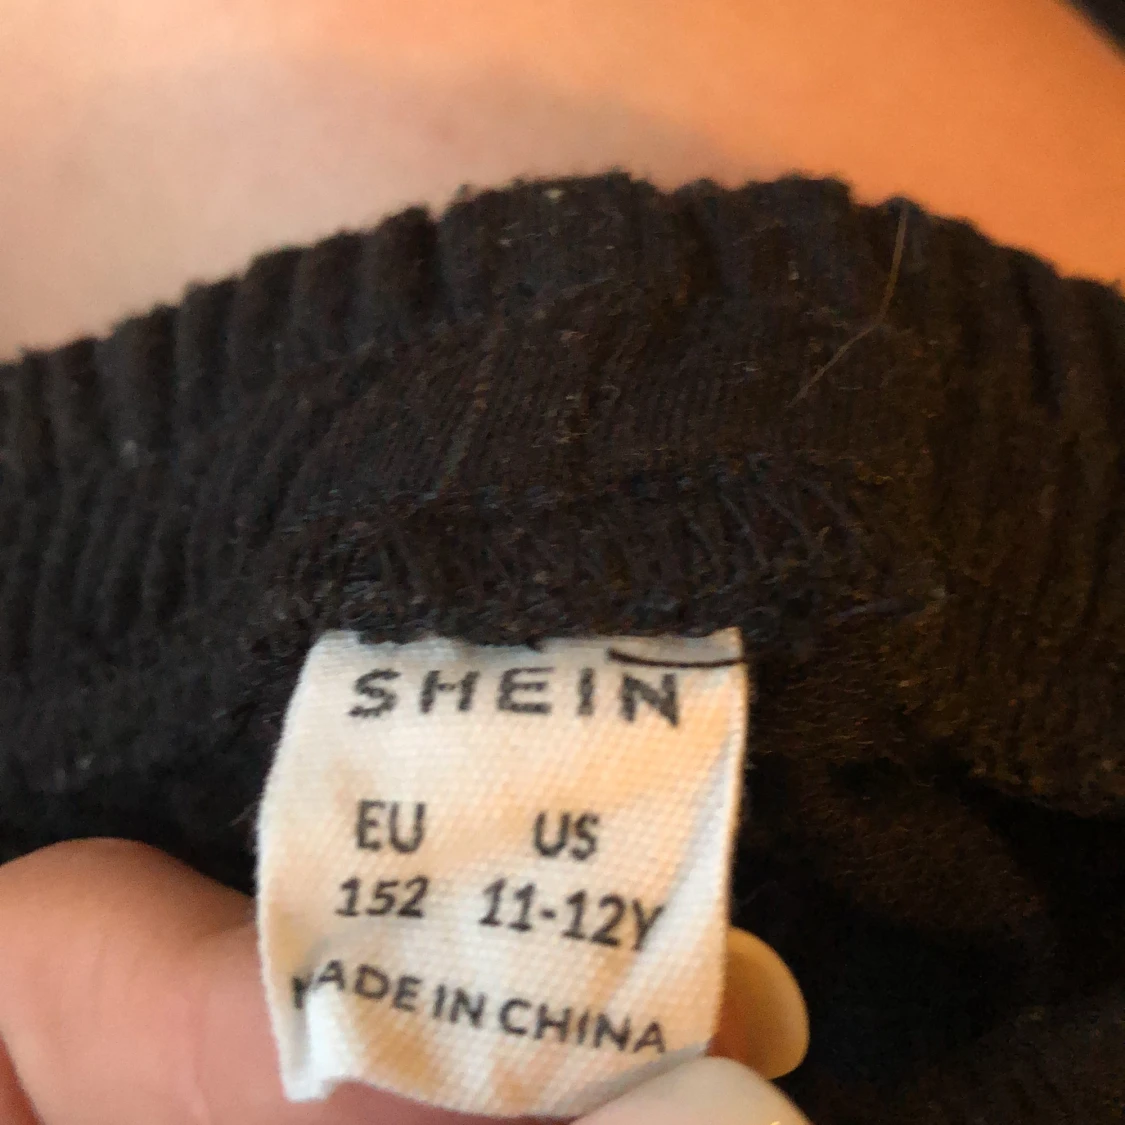 SHEIN
EU US
152 11-12Y
MADE IN CHINA